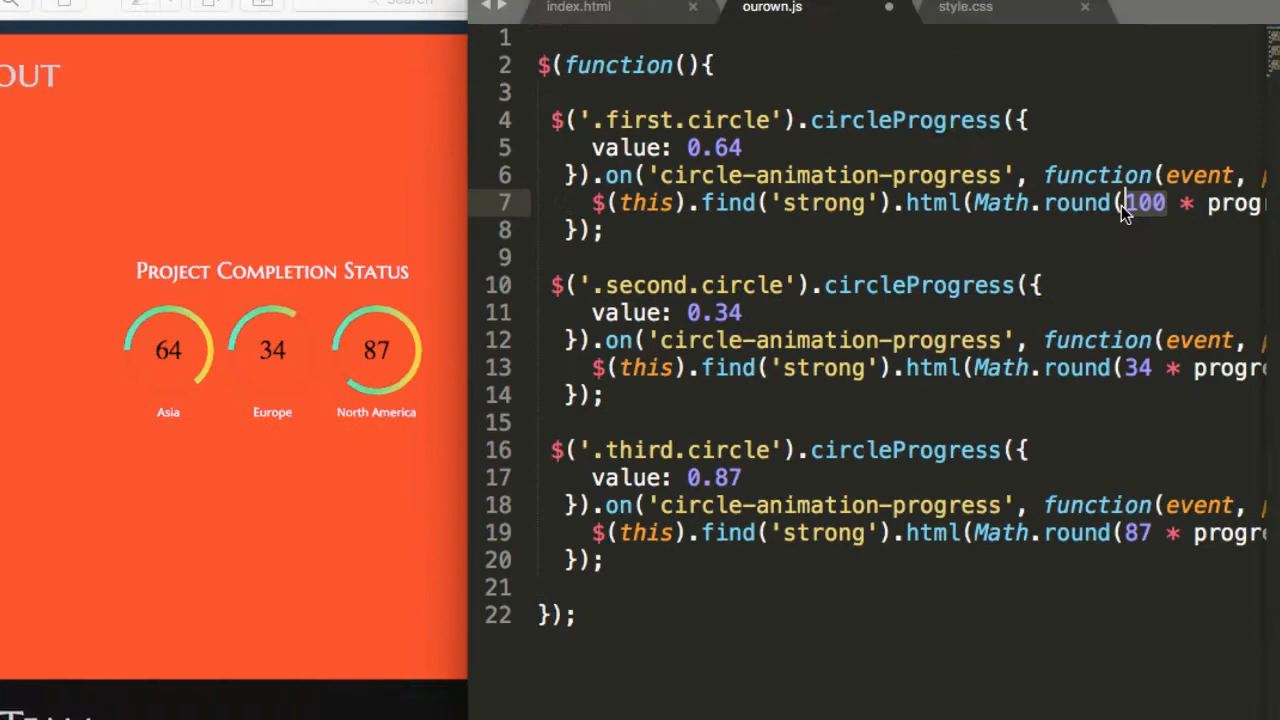 index.html
ourown.js
style.css
OUT
PROJECT COMPLETION STATUS
64
34
87
Asia
Europe
North America
1
2 $(function(){
3
4 $('.first.circle').circleProgress({
5 value: 0.64
6 }).on('circle-animation-progress', function(event,
7 $(this).find('strong').html(Math.round(100 * prog
8 });
9
10 $('.second.circle').circleProgress({
11 value: 0.34
12 }).on('circle-animation-progress', function(event,
13 $(this).find('strong').html(Math.round(34 * progr
14 });
15
16 $('.third.circle').circleProgress({
17 value: 0.87
18 }).on('circle-animation-progress', function(event,
19 $(this).find('strong').html(Math.round(87 * progr
20 });
21
22 });